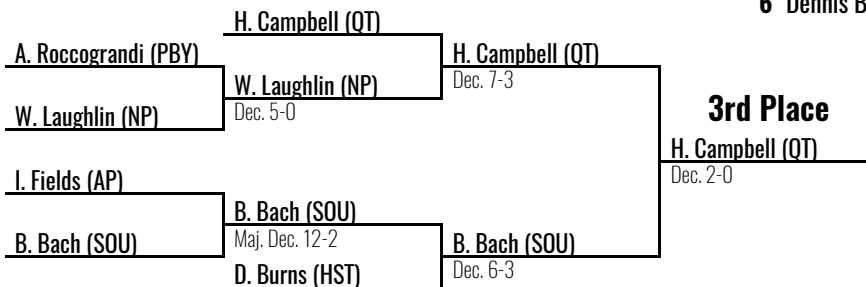 6 Dennis B
H. Campbell (QT)
A. Roccograndi (PBY)
H. Campbell (QT)
Dec. 7-3
W. Laughlin (NP)
Dec. 5-0
W. Laughlin (NP)
3rd Place
H. Campbell (QT)
Dec. 2-0
I. Fields (AP)
B. Bach (SOU)
Maj. Dec. 12-2
B. Bach (SOU)
B. Bach (SOU)
Dec. 6-3
D. Burns (HST)